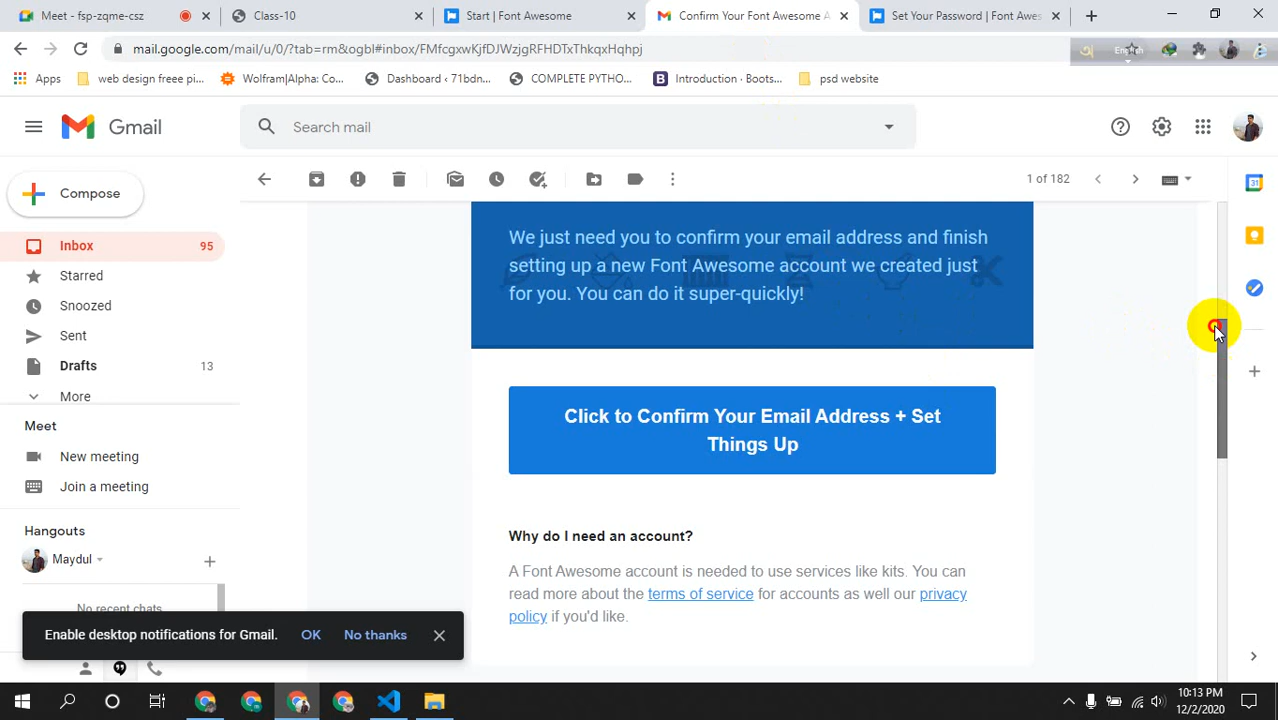 Meet - fsp-zqme-csz
Class-10
Start | Font Awesome
Confirm Your Font Awesome A
Set Your Password | Font Awes
mail.google.com/mail/u/0/?tab=rm&ogbl#inbox/FMfcgxwKjfDJWzjgRFHDTxThkqxHqhpj
English
Apps
web design freee pi...
Wolfram|Alpha: Co...
Dashboard ‹ 71bdn...
COMPLETE PYTHO...
Introduction · Boots...
psd website
Gmail
Search mail
Compose
1 of 182
Inbox 95
Starred
Snoozed
Sent
Drafts 13
More
Meet
New meeting
Join a meeting
Hangouts
Maydul
No recent chats
We just need you to confirm your email address and finish
setting up a new Font Awesome account we created just
for you. You can do it super-quickly!
Click to Confirm Your Email Address + Set
Things Up
Why do I need an account?
A Font Awesome account is needed to use services like kits. You can
read more about the terms of service for accounts as well our privacy
policy if you'd like.
Enable desktop notifications for Gmail. OK No thanks
10:13 PM
12/2/2020